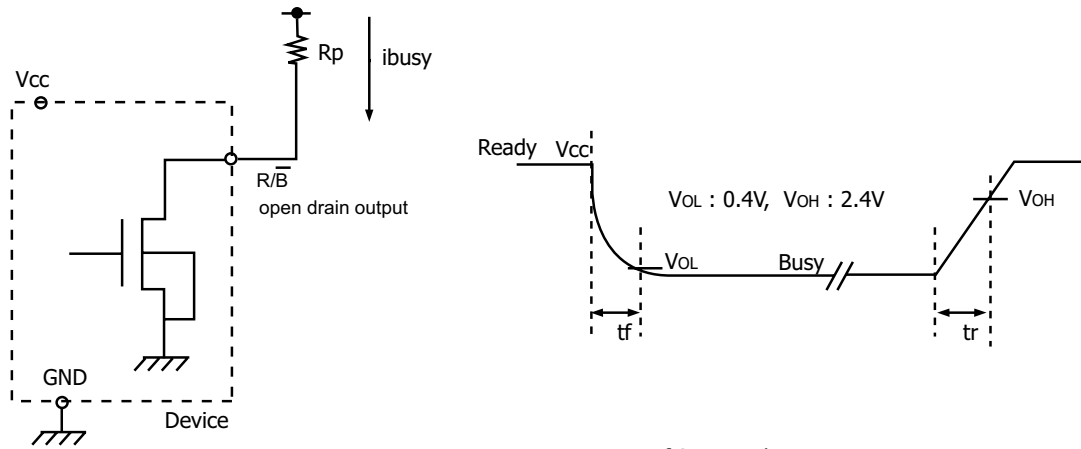 Rp
ibusy
Vcc
R/B̅
open drain output
GND
Device
Ready Vcc
VOL : 0.4V, VOH : 2.4V
VOH
VOL
Busy
tf
tr